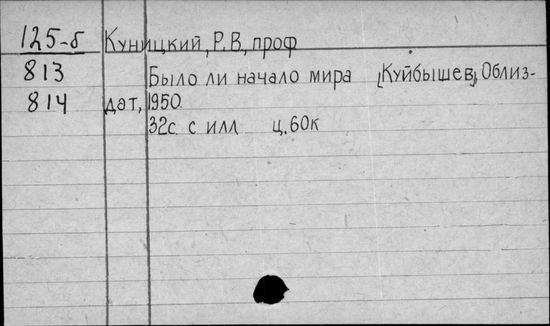 125-б Куницкий, Р.В., проф
813 Было ли начало мира [Куйбышев], Облиз-
814 дат, 1950.
32с. с илл ц. 60к